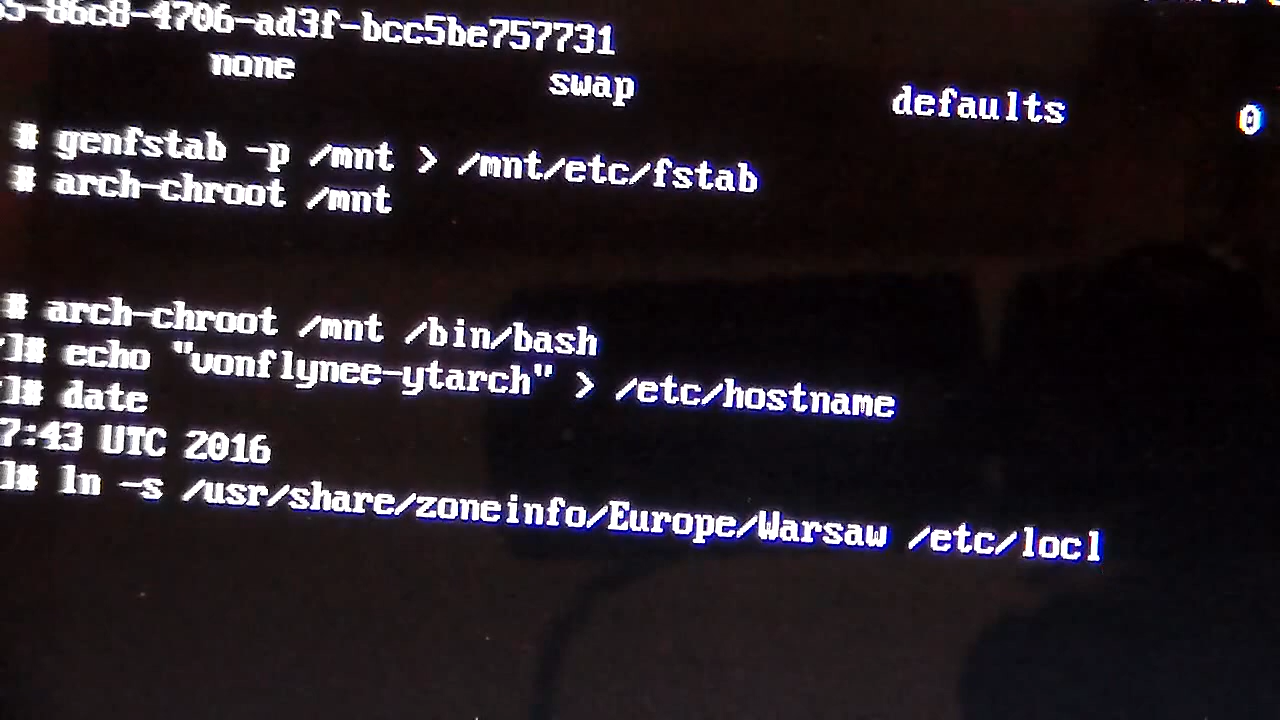 5-86c8-4706-ad3f-bcc5be757731
none swap defaults 0
# genfstab -p /mnt > /mnt/etc/fstab
# arch-chroot /mnt
# arch-chroot /mnt /bin/bash
]# echo "vonflynee-ytarch" > /etc/hostname
]# date
7:43 UTC 2016
]# ln -s /usr/share/zoneinfo/Europe/Warsaw /etc/locl